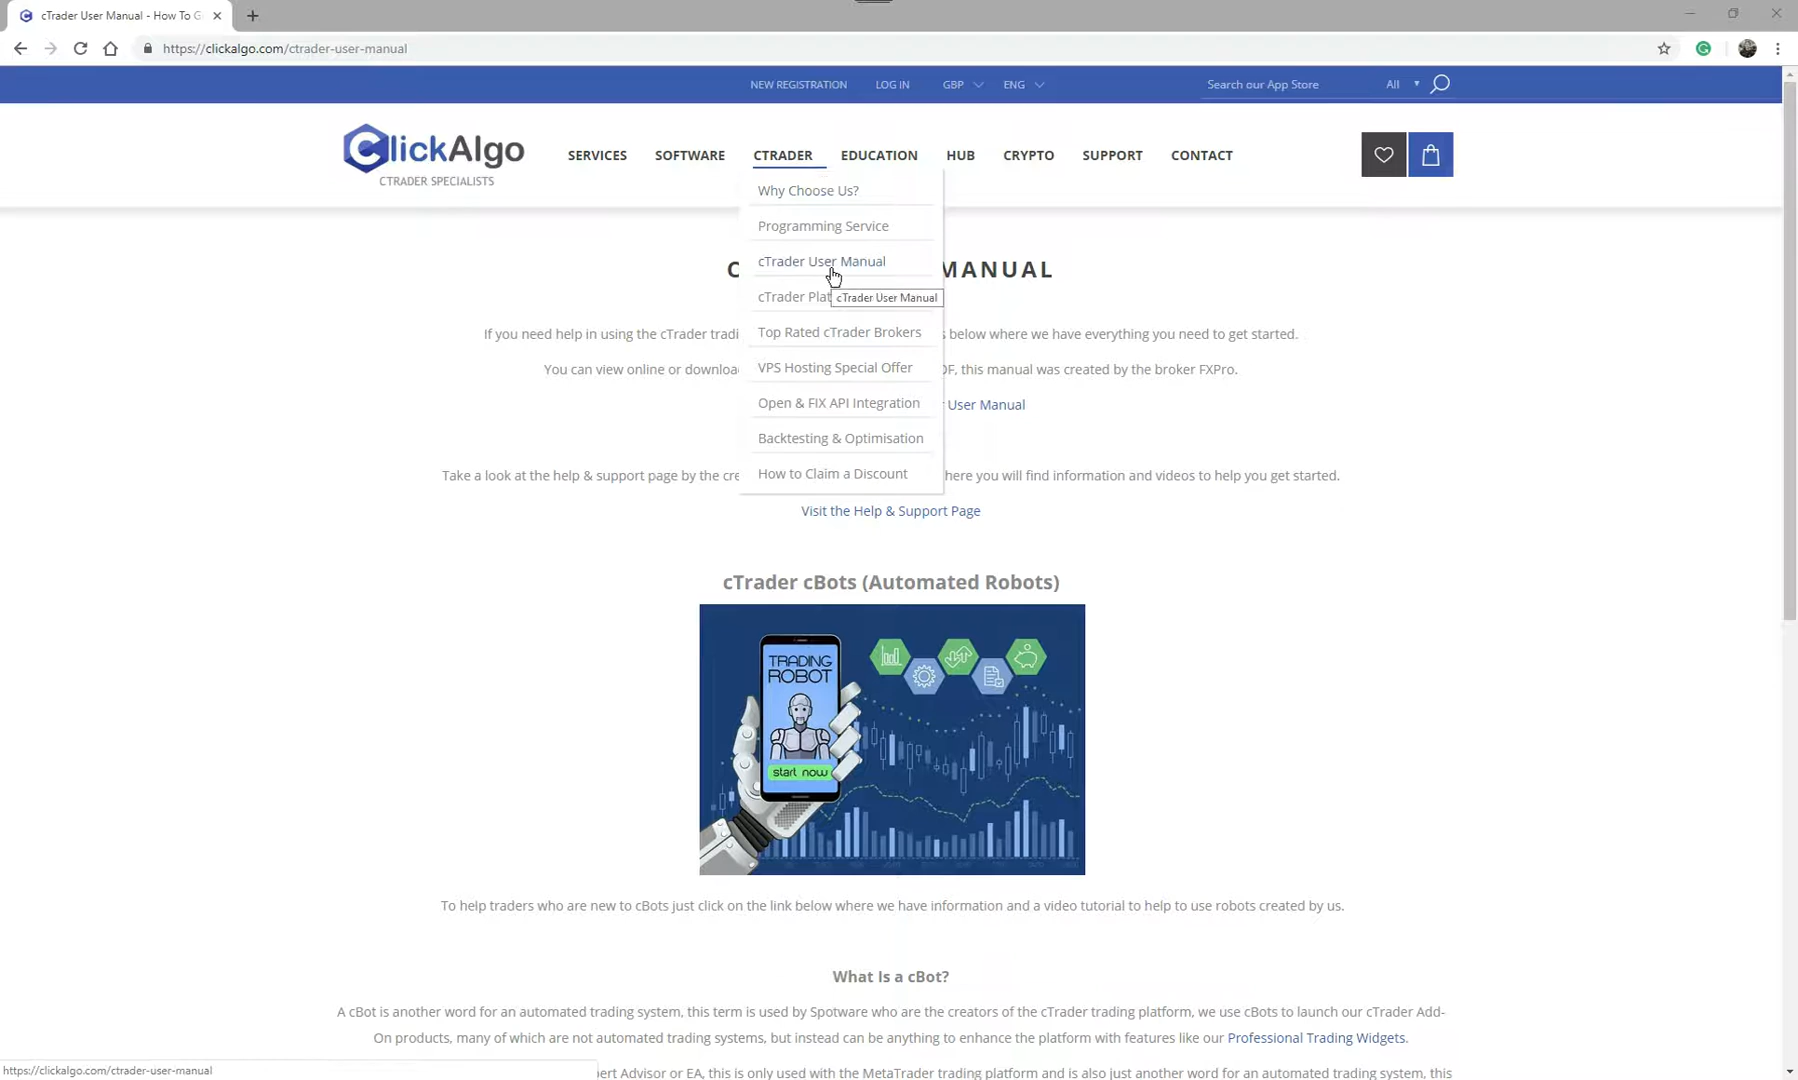 cTrader User Manual - How To G
https://clickalgo.com/ctrader-user-manual
NEW REGISTRATION LOG IN GBP ENG Search our App Store All
ClickAlgo
CTRADER SPECIALISTS
SERVICES SOFTWARE CTRADER EDUCATION HUB CRYPTO SUPPORT CONTACT
Why Choose Us?
Programming Service
cTrader User Manual
cTrader Plat
cTrader User Manual
Top Rated cTrader Brokers
VPS Hosting Special Offer
Open & FIX API Integration
Backtesting & Optimisation
How to Claim a Discount
C MANUAL
If you need help in using the cTrader tradi s below where we have everything you need to get started.
You can view online or downloa DF, this manual was created by the broker FXPro.
r User Manual
Take a look at the help & support page by the cre here you will find information and videos to help you get started.
Visit the Help & Support Page
cTrader cBots (Automated Robots)
TRADING
ROBOT
start now
To help traders who are new to cBots just click on the link below where we have information and a video tutorial to help to use robots created by us.
What Is a cBot?
A cBot is another word for an automated trading system, this term is used by Spotware who are the creators of the cTrader trading platform, we use cBots to launch our cTrader Add-
On products, many of which are not automated trading systems, but instead can be anything to enhance the platform with features like our Professional Trading Widgets.
pert Advisor or EA, this is only used with the MetaTrader trading platform and is also just another word for an automated trading system, this
https://clickalgo.com/ctrader-user-manual